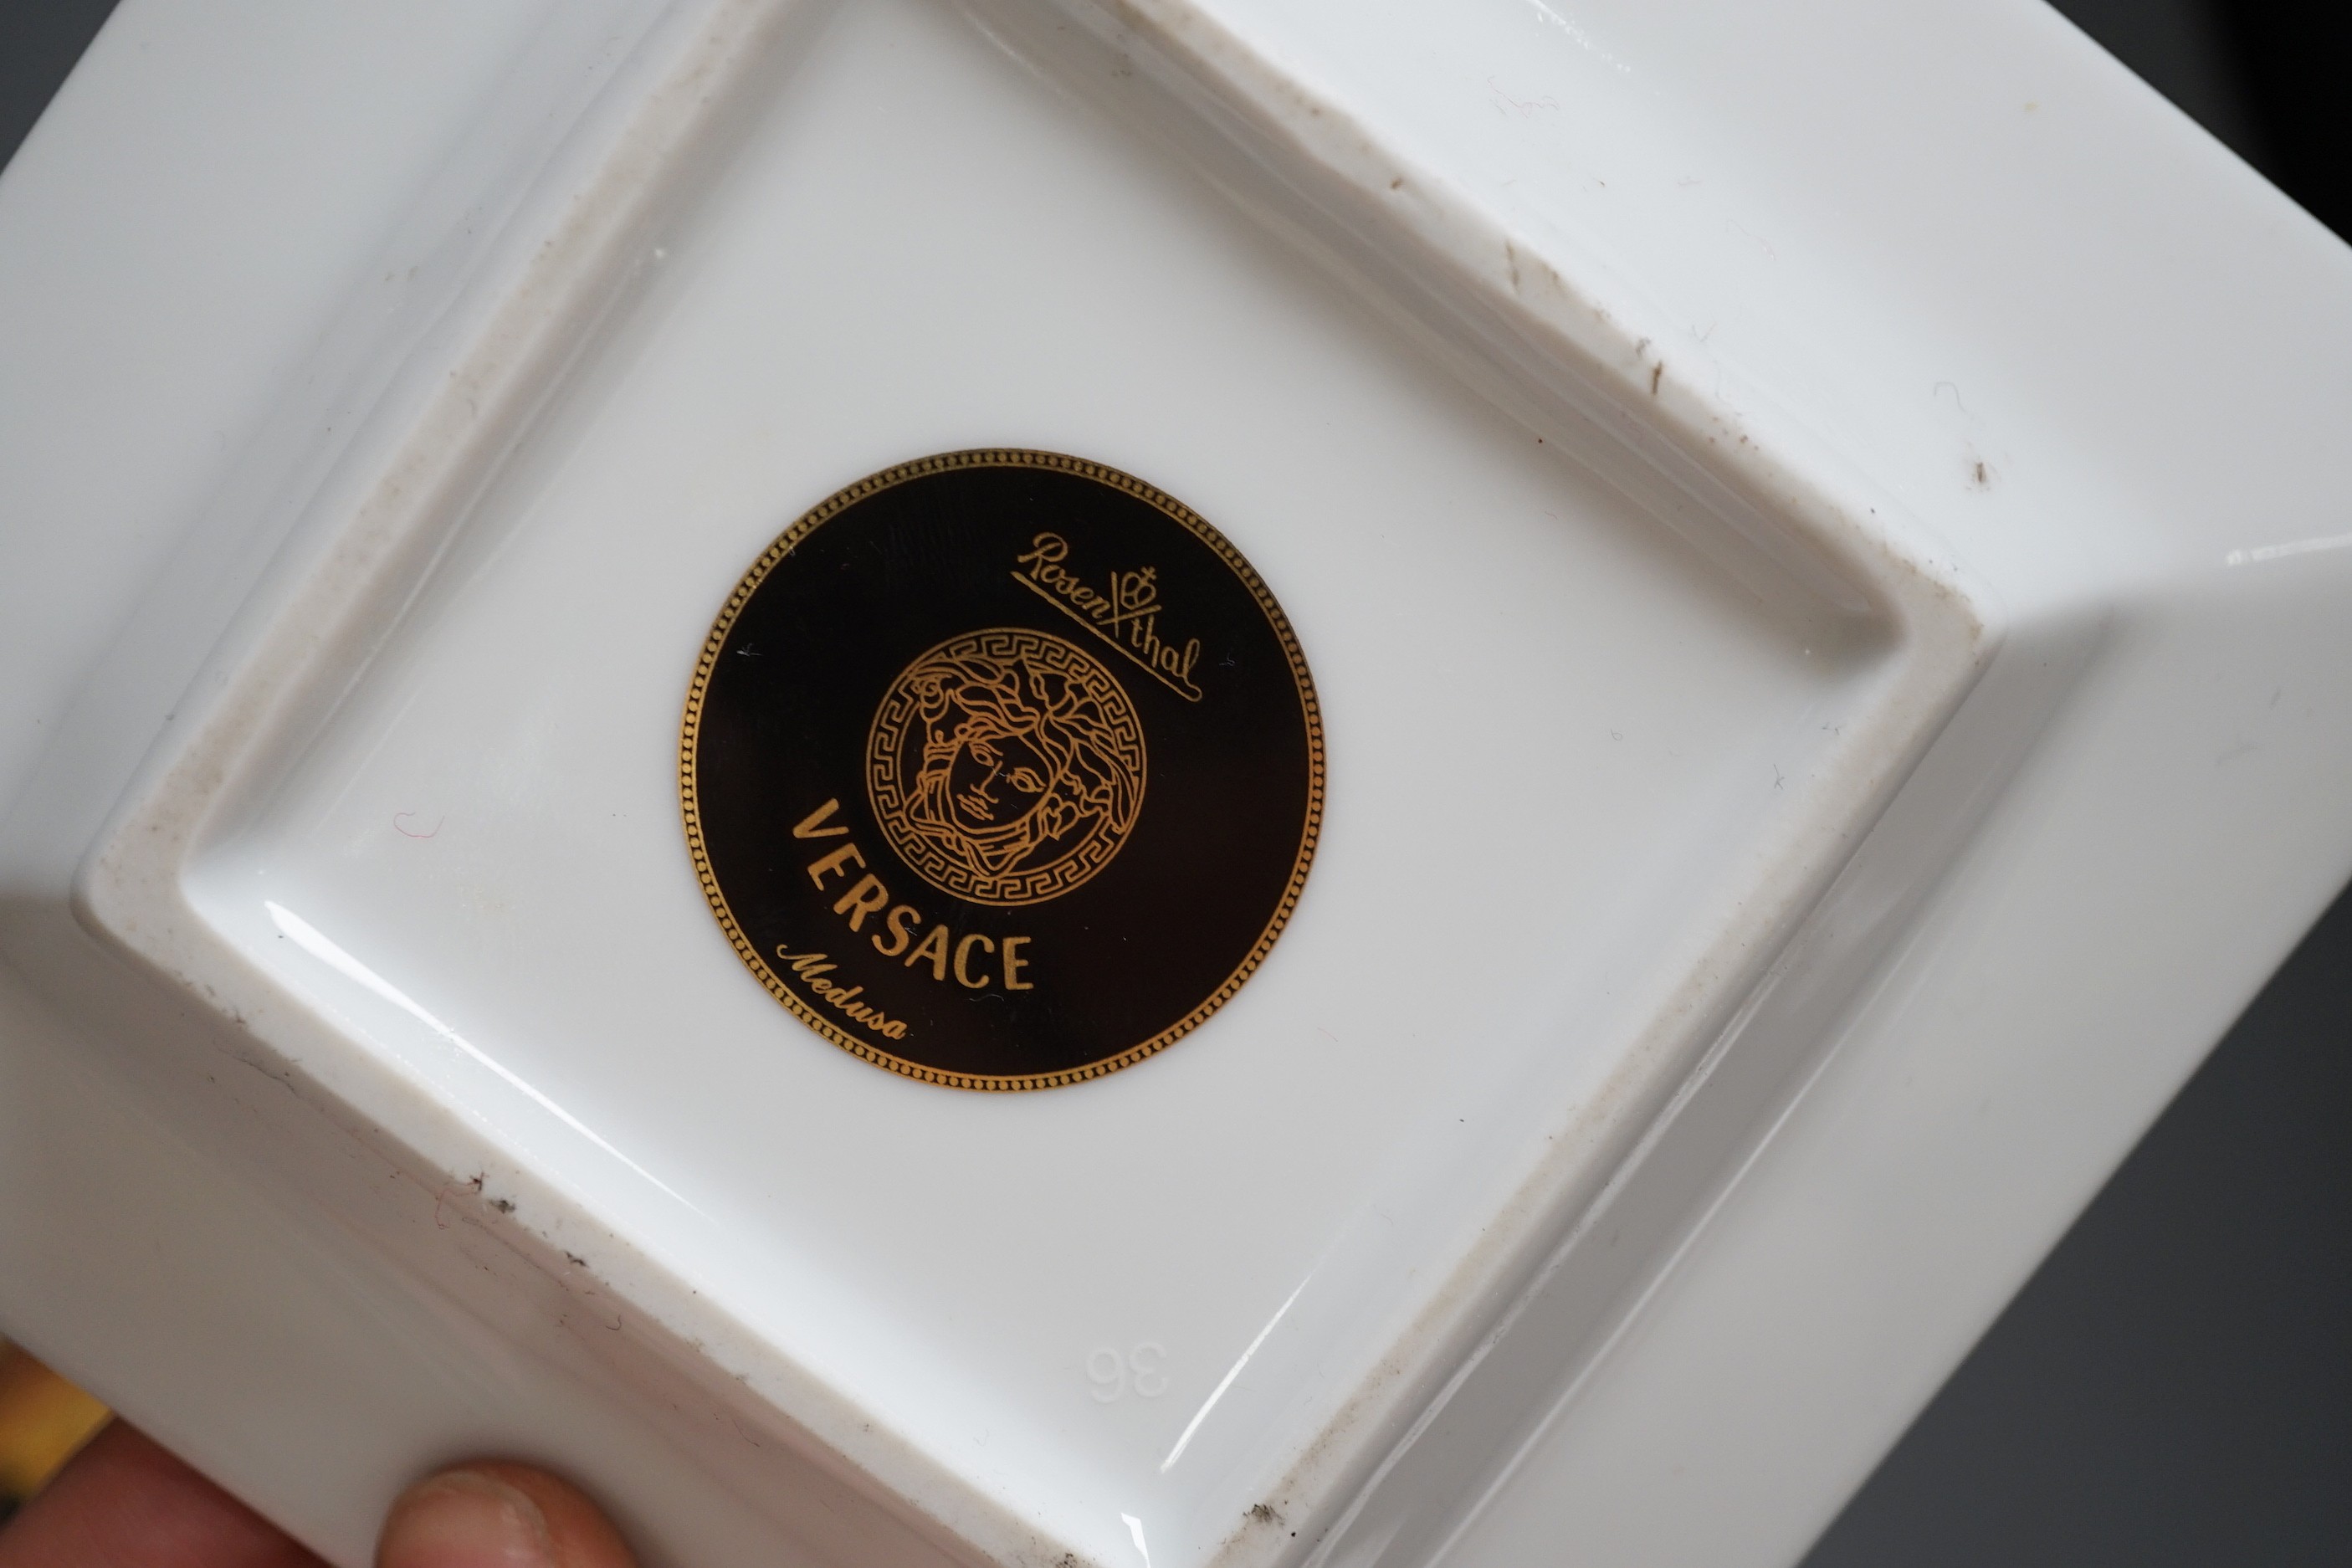 Rosenthal
VERSACE
Medusa
36